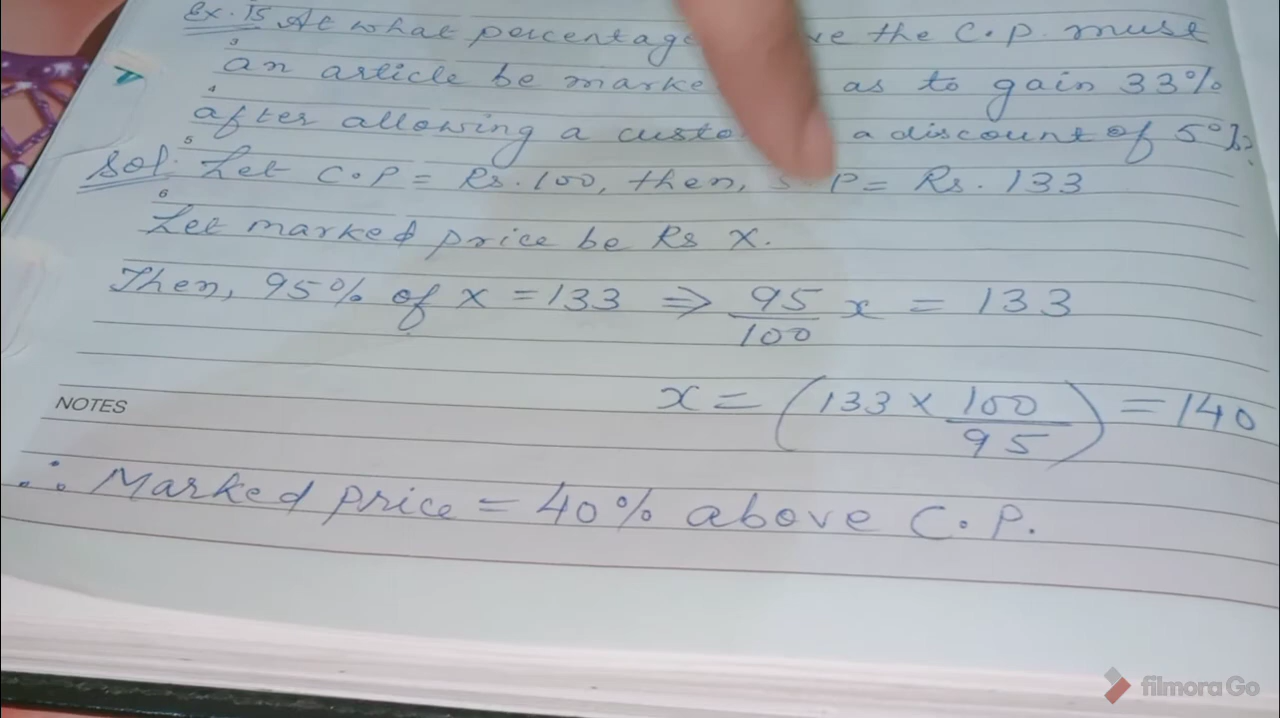 Ex. 15 At what percentage the C.P. must
an article be marke as to gain 33%
after allowing a custo a discount of 5%?
Sol. Let C.P = Rs. 100, then, S.P = Rs. 133
Let marked price be Rs X.
Then, 95% of x = 133 ⇒ 95/100 x = 133
x = (133 × 100/95) = 140
NOTES
∴ Marked price = 40% above C.P.
filmora Go